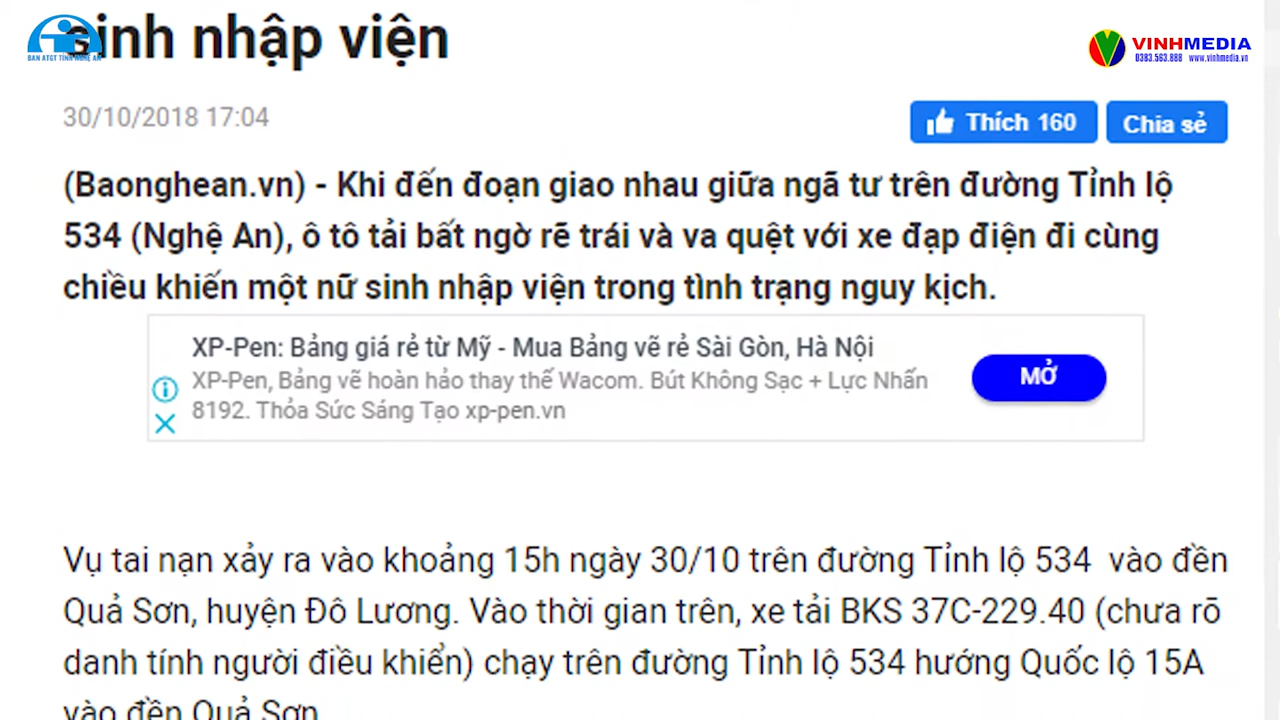 sinh nhập viện
BAN ATGT TỈNH NGHỆ AN
VINHMEDIA
0383.563.888 www.vinhmedia.vn
30/10/2018 17:04
Thích 160
Chia sẻ
(Baonghean.vn) - Khi đến đoạn giao nhau giữa ngã tư trên đường Tỉnh lộ
534 (Nghệ An), ô tô tải bất ngờ rẽ trái và va quệt với xe đạp điện đi cùng
chiều khiến một nữ sinh nhập viện trong tình trạng nguy kịch.
XP-Pen: Bảng giá rẻ từ Mỹ - Mua Bảng vẽ rẻ Sài Gòn, Hà Nội
XP-Pen, Bảng vẽ hoàn hảo thay thế Wacom. Bút Không Sạc + Lực Nhấn
8192. Thỏa Sức Sáng Tạo xp-pen.vn
MỞ
Vụ tai nạn xảy ra vào khoảng 15h ngày 30/10 trên đường Tỉnh lộ 534 vào đền
Quả Sơn, huyện Đô Lương. Vào thời gian trên, xe tải BKS 37C-229.40 (chưa rõ
danh tính người điều khiển) chạy trên đường Tỉnh lộ 534 hướng Quốc lộ 15A
vào đền Quả Sơn.